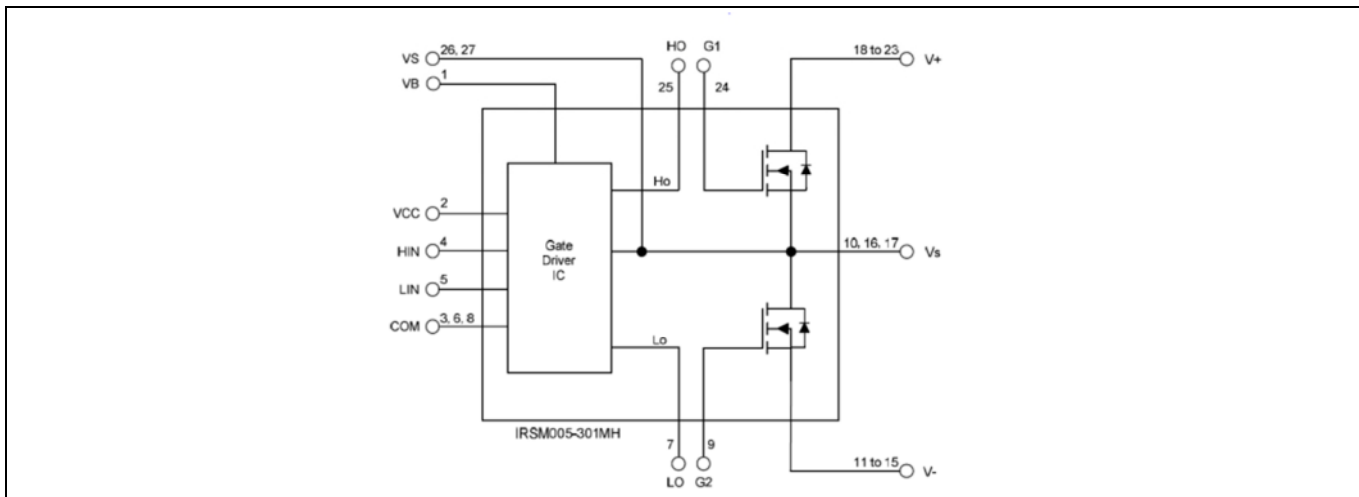 HO G1
VS 26, 27
18 to 23 V+
VB 1
25 24
Ho
VCC 2
HIN 4
Gate
Driver
IC
10, 16, 17 Vs
LIN 5
COM 3, 6, 8
Lo
IRSM005-301MH
7 9
11 to 15 V-
LO G2